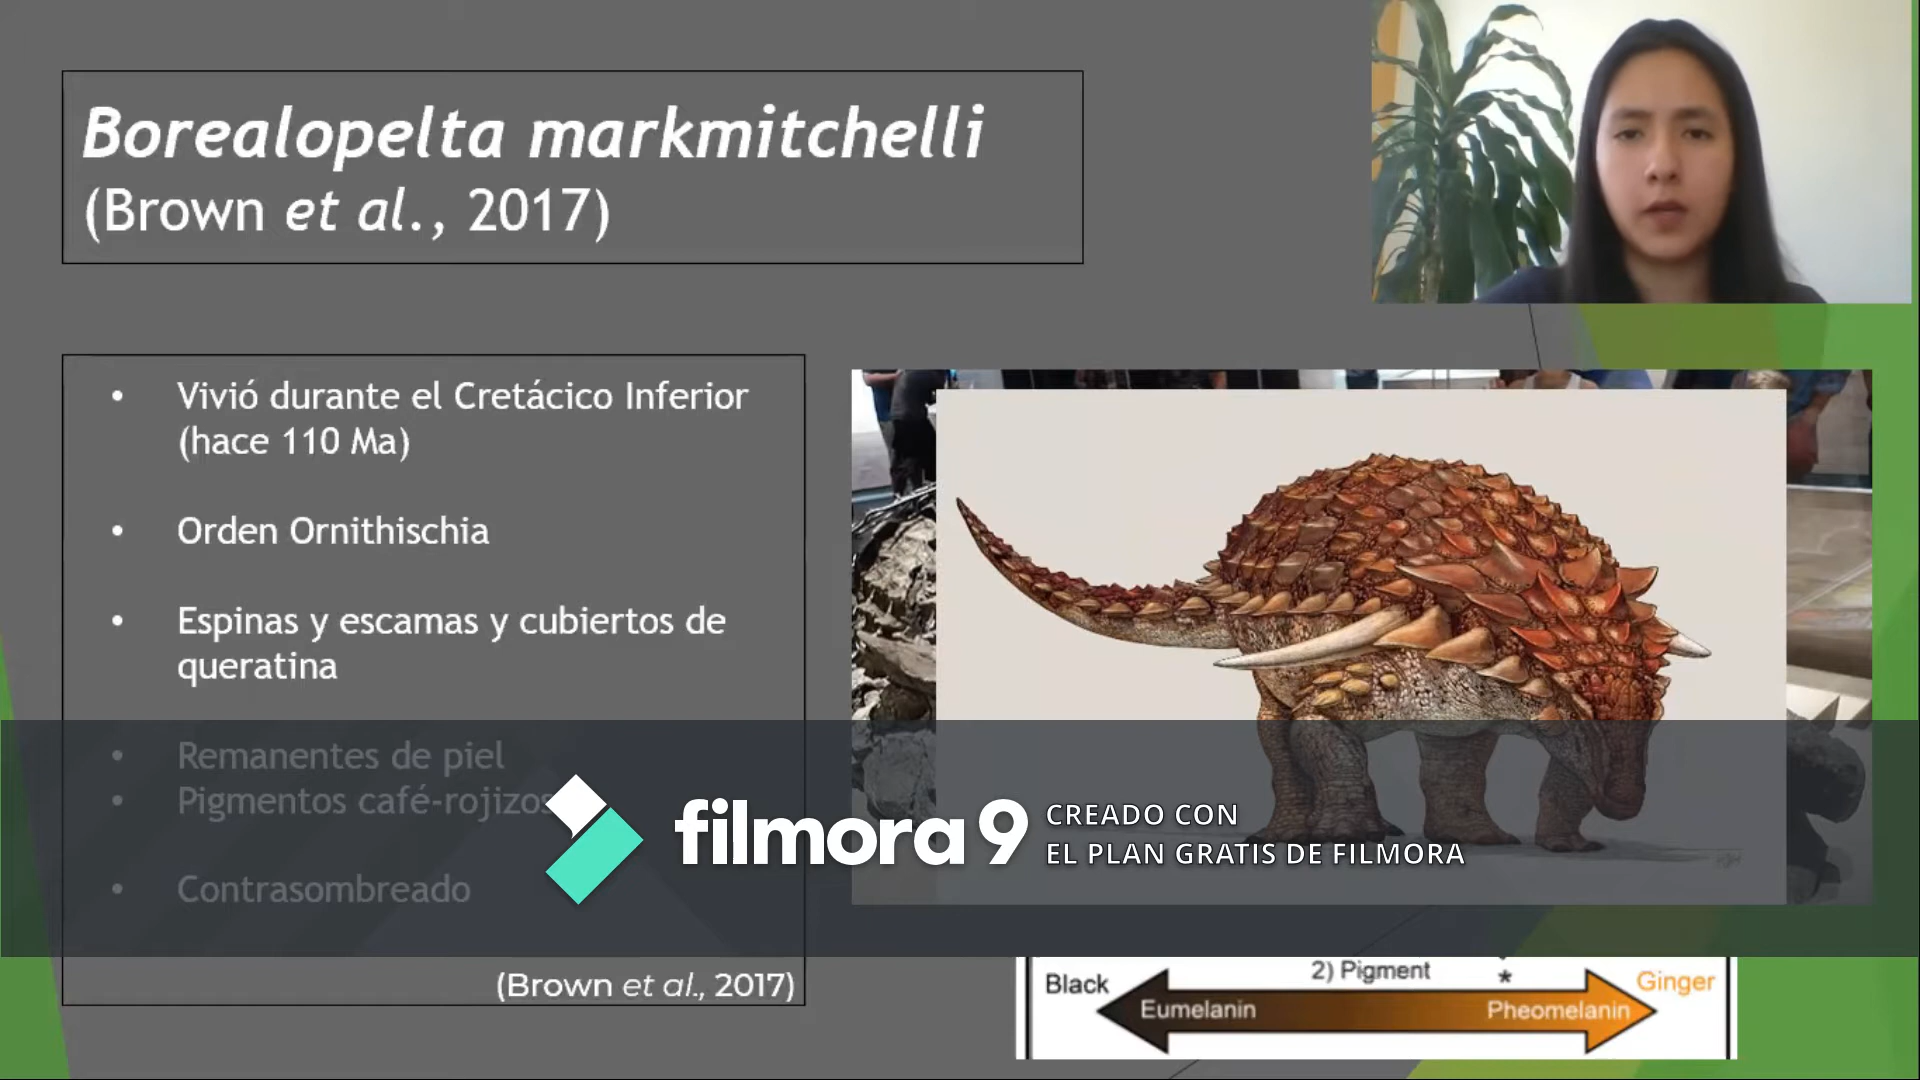 Borealopelta markmitchelli
(Brown et al., 2017)
• Vivió durante el Cretácico Inferior
(hace 110 Ma)
• Orden Ornithischia
• Espinas y escamas y cubiertos de
queratina
• Remanentes de piel
• Pigmentos café-rojizos
• Contrasombreado
(Brown et al., 2017)
filmora9
CREADO CON
EL PLAN GRATIS DE FILMORA
2) Pigment
*
Black
Ginger
Eumelanin
Pheomelanin